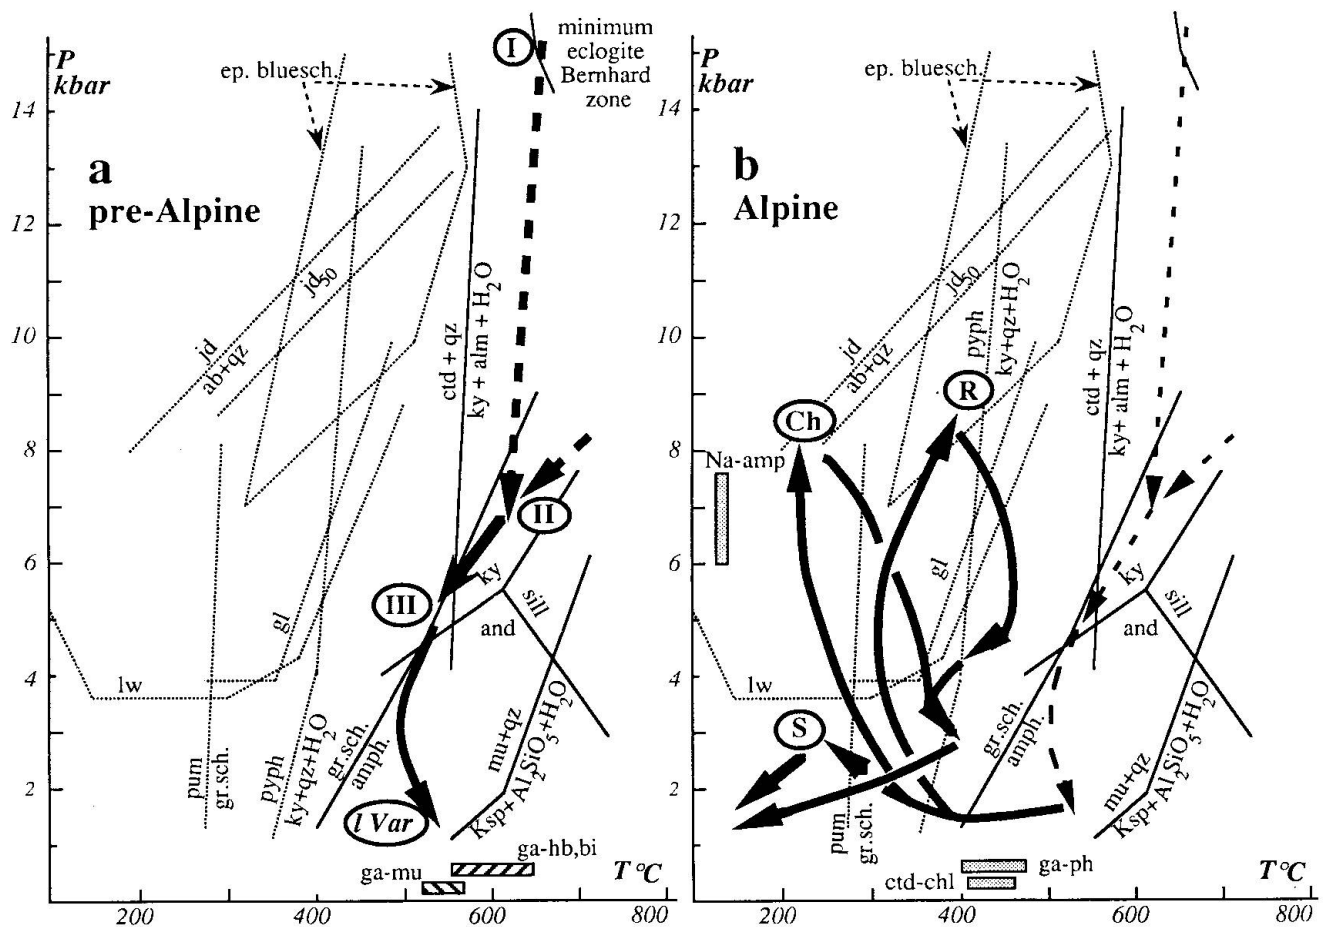 P
kbar
ep. bluesch.
I
minimum
eclogite
Bernhard
zone
14
a
pre-Alpine
12
jd50
jd
ab+qz
ctd + qz
ky + alm + H2O
10
8
II
6
III
ky
sill
and
gl
4
lw
pum
gr.sch.
pyph
ky+qz+H2O
gr.sch.
amph.
mu+qz
Ksp+Al2SiO5+H2O
2
l Var
ga-hb,bi
ga-mu
T °C
200
400
600
800
P
kbar
ep. bluesch.
14
b
Alpine
12
jd50
jd
ab+qz
pyph
ky+qz+H2O
ctd + qz
ky+ alm + H2O
10
R
Ch
8
Na-amp
6
gl
ky
sill
and
4
lw
S
gr.sch.
amph.
mu+qz
Ksp+Al2SiO5+H2O
2
pum
gr.sch.
ga-ph
ctd-chl
T °C
200
400
600
800